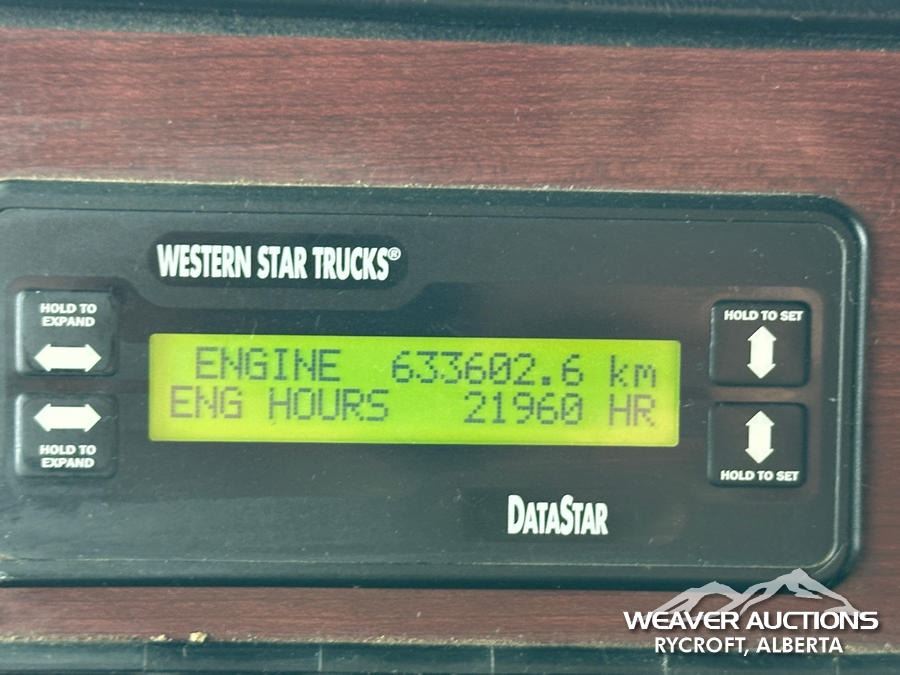 WESTERN STAR TRUCKS®
HOLD TO
EXPAND
HOLD TO SET
ENGINE 633602.6 km
ENG HOURS 21960 HR
HOLD TO
EXPAND
HOLD TO SET
DATASTAR
WEAVER AUCTIONS
RYCROFT, ALBERTA